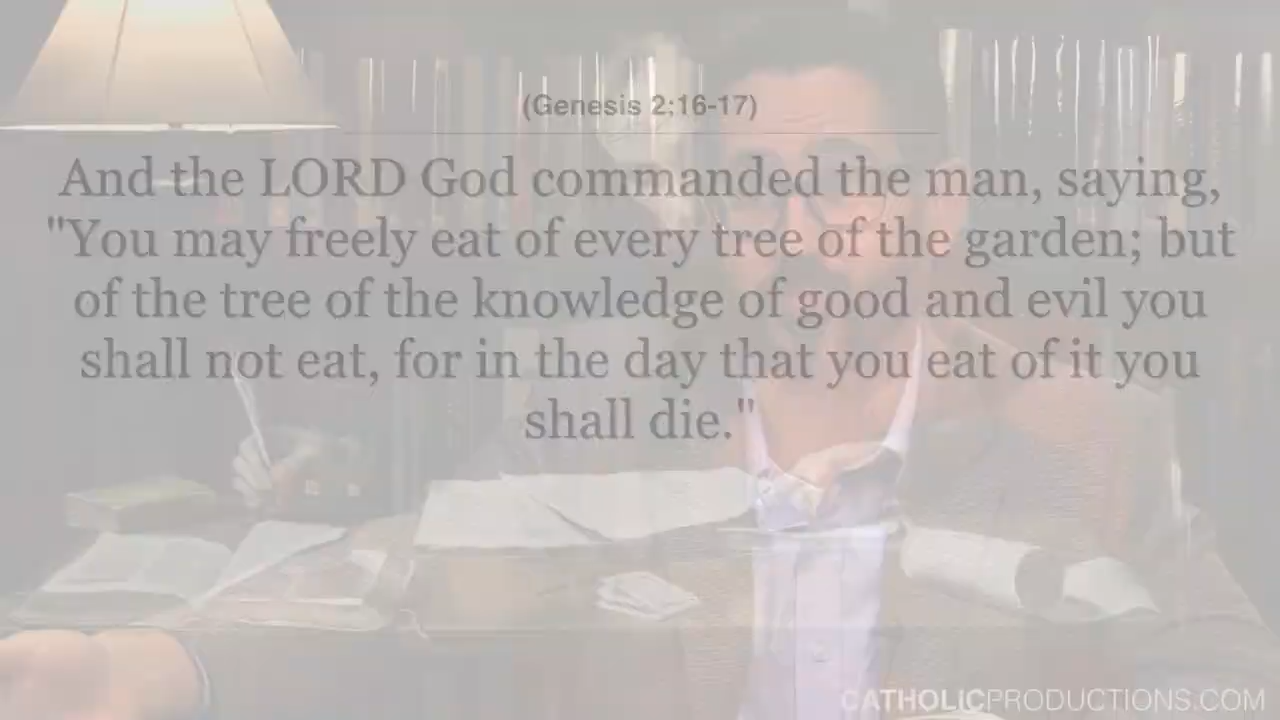 (Genesis 2:16-17)
And the LORD God commanded the man, saying,
"You may freely eat of every tree of the garden; but
of the tree of the knowledge of good and evil you
shall not eat, for in the day that you eat of it you
shall die."
CATHOLICPRODUCTIONS.COM